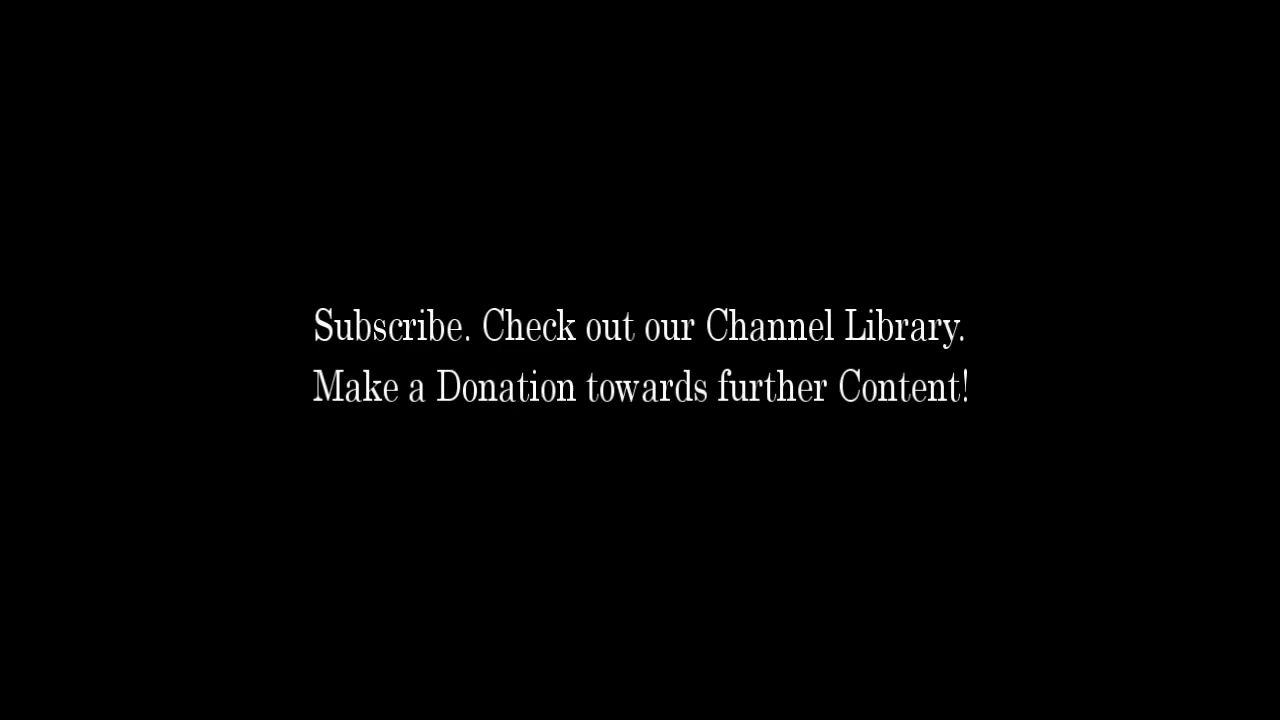 Subscribe. Check out our Channel Library.
Make a Donation towards further Content!